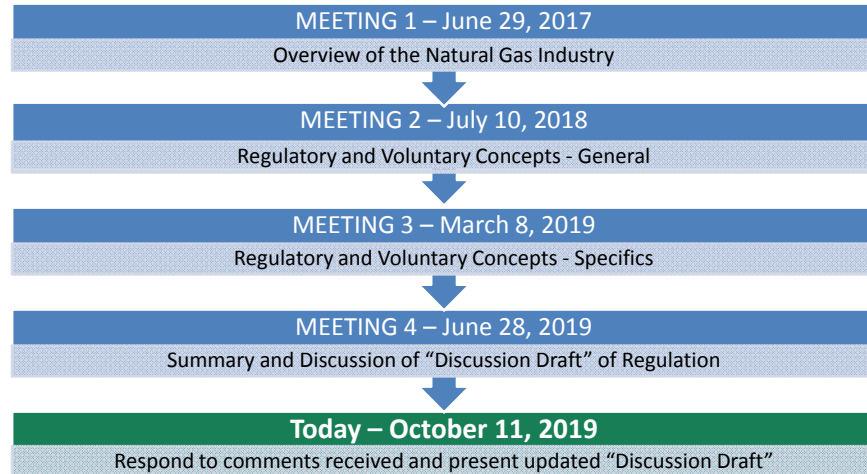 MEETING 1 – June 29, 2017
Overview of the Natural Gas Industry
MEETING 2 – July 10, 2018
Regulatory and Voluntary Concepts - General
MEETING 3 – March 8, 2019
Regulatory and Voluntary Concepts - Specifics
MEETING 4 – June 28, 2019
Summary and Discussion of “Discussion Draft” of Regulation
Today – October 11, 2019
Respond to comments received and present updated “Discussion Draft”